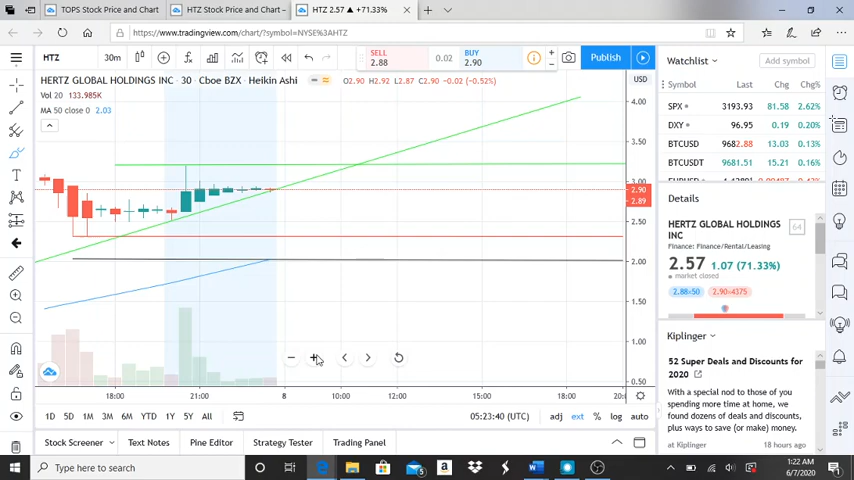 TOPS Stock Price and Chart
HTZ Stock Price and Chart –
HTZ 2.57 ▲ +71.33%
https://www.tradingview.com/chart/?symbol=NYSE%3AHTZ
HTZ
30m
SELL
2.88
0.02
BUY
2.90
Publish
HERTZ GLOBAL HOLDINGS INC · 30 · Cboe BZX · Heikin Ashi
O2.90 H2.92 L2.87 C2.90 -0.02 (-0.52%)
Vol 20 133.985K
MA 50 close 0 2.03
USD
4.00
3.50
2.90
2.89
2.50
2.00
1.50
1.00
0.50
18:00
21:00
8
10:00
12:00
15:00
18:00
20:
1D 5D 1M 3M 6M YTD 1Y 5Y All
05:23:40 (UTC)
adj ext % log auto
Stock Screener
Text Notes
Pine Editor
Strategy Tester
Trading Panel
Watchlist
Add symbol
Symbol Last Chg Chg%
SPX 3193.93 81.58 2.62%
DXY 96.95 0.19 0.20%
BTCUSD 9682.88 13.03 0.13%
BTCUSDT 9681.51 15.21 0.16%
Details
HERTZ GLOBAL HOLDINGS
INC
64
Finance: Finance/Rental/Leasing
2.57 1.07 (71.33%)
market closed
2.88×50 2.90×4375
Kiplinger
52 Super Deals and Discounts for
2020
With a special nod to those of you
spending more time at home, we
found dozens of deals and discounts,
plus ways to save (or make) money.
at Kiplinger 18 hours ago
Type here to search
1:22 AM
6/7/2020